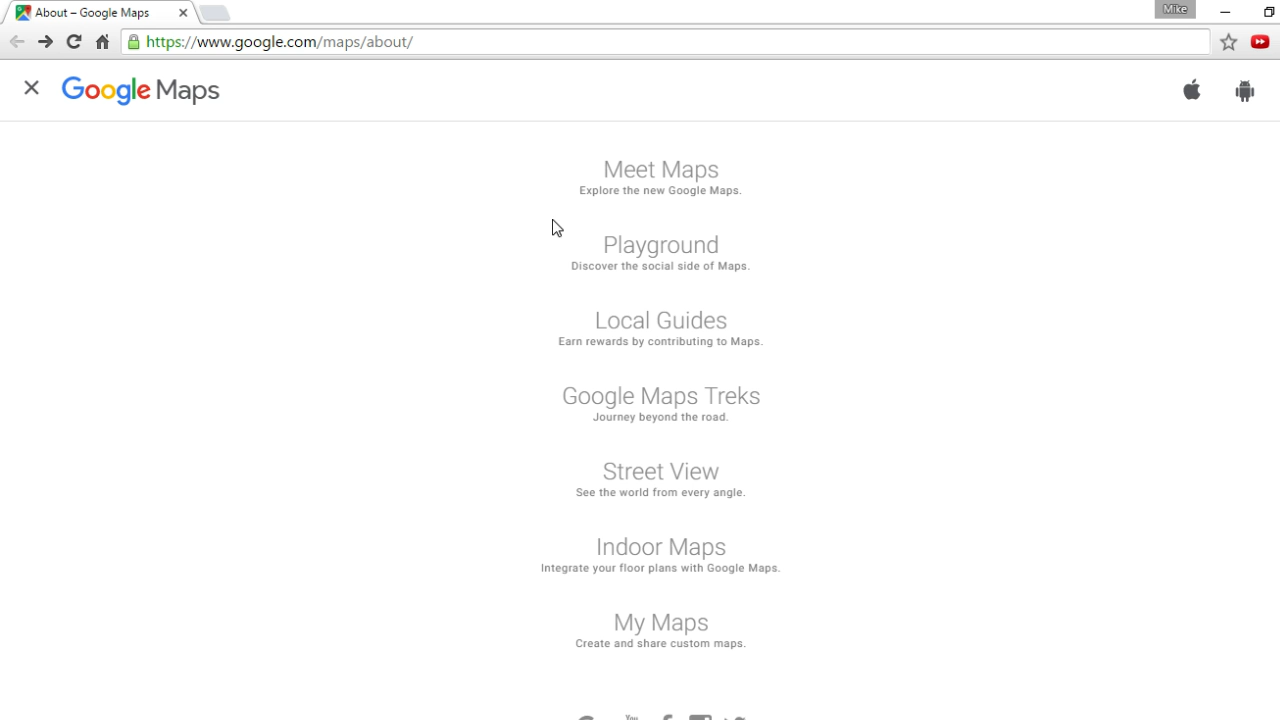 About – Google Maps
Mike
https://www.google.com/maps/about/
Google Maps
Meet Maps
Explore the new Google Maps.
Playground
Discover the social side of Maps.
Local Guides
Earn rewards by contributing to Maps.
Google Maps Treks
Journey beyond the road.
Street View
See the world from every angle.
Indoor Maps
Integrate your floor plans with Google Maps.
My Maps
Create and share custom maps.
You